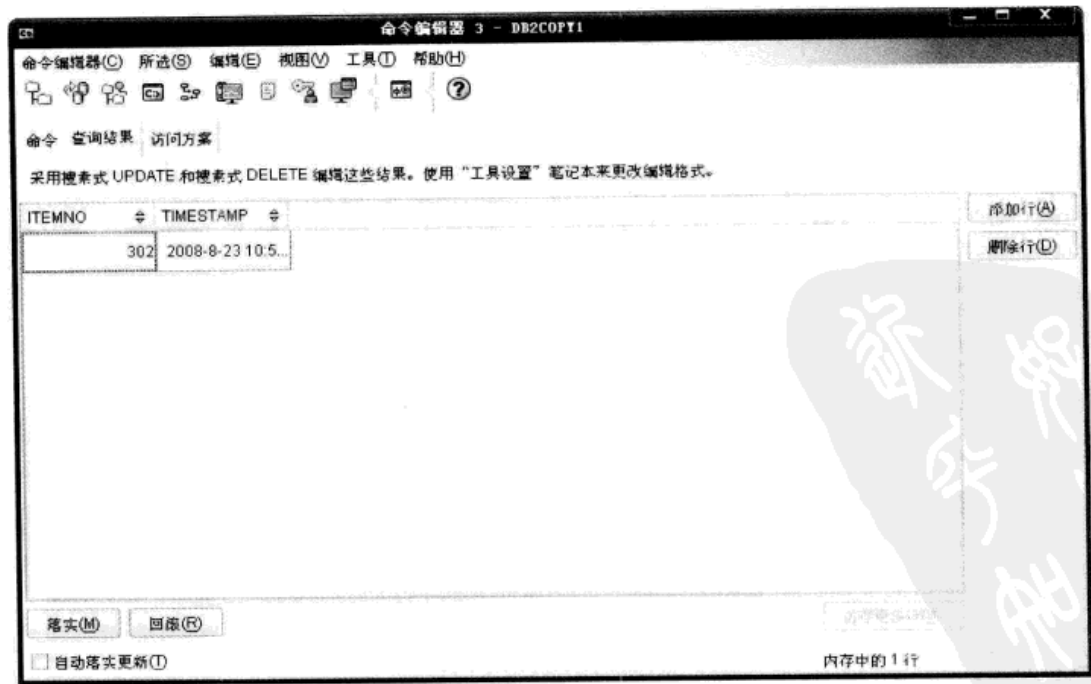 命令编辑器 3 - DB2COPY1
命令编辑器(C) 所选(S) 编辑(E) 视图(V) 工具(T) 帮助(H)
命令 查询结果 访问方案
采用搜索式 UPDATE 和搜索式 DELETE 编辑这些结果。使用“工具设置”笔记本来更改编辑格式。
ITEMNO TIMESTAMP
302 2008-8-23 10:5...
添加行(A)
删除行(D)
落实(M) 回滚(R)
自动落实更新(T) 内存中的 1 行